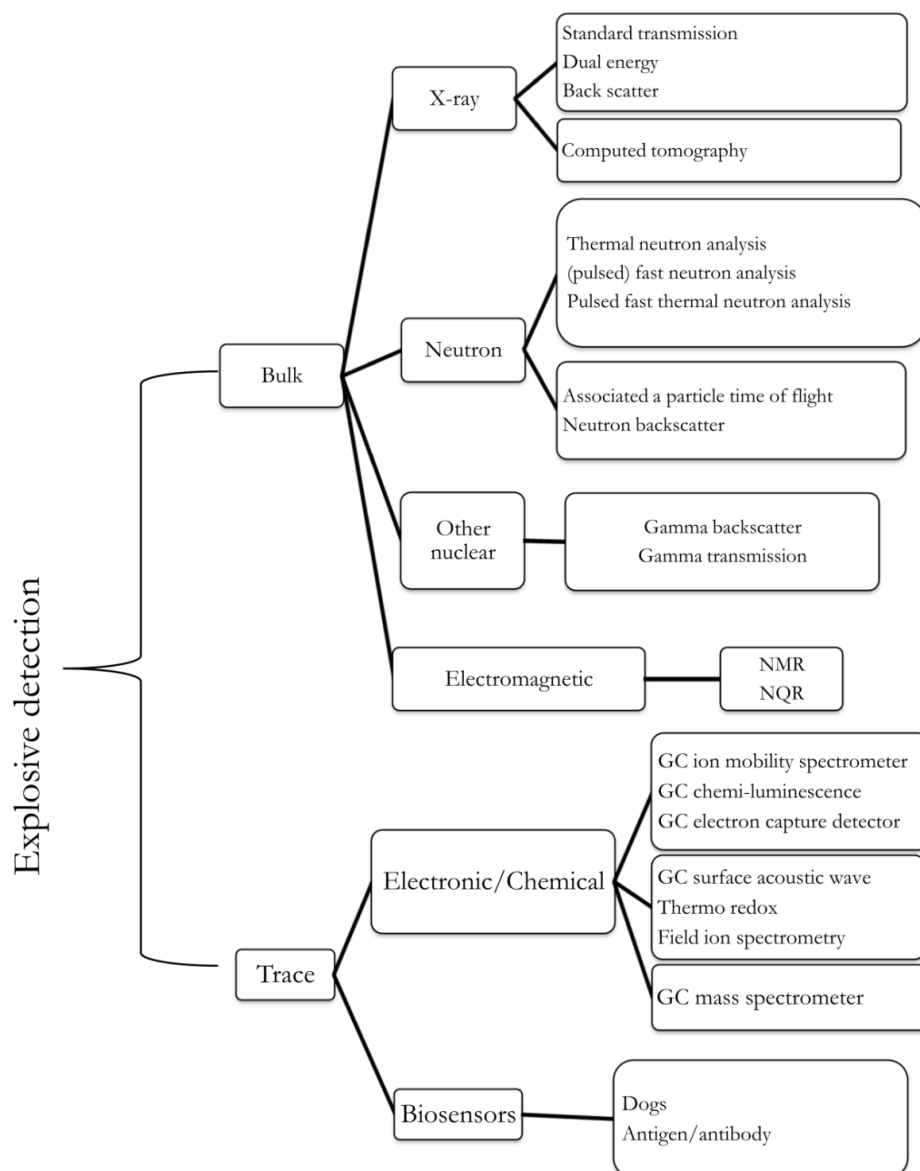 Explosive detection
Bulk
X-ray
Standard transmission
Dual energy
Back scatter
Computed tomography
Neutron
Thermal neutron analysis
(pulsed) fast neutron analysis
Pulsed fast thermal neutron analysis
Associated a particle time of flight
Neutron backscatter
Other
nuclear
Gamma backscatter
Gamma transmission
Electromagnetic
NMR
NQR
Trace
Electronic/Chemical
GC ion mobility spectrometer
GC chemi-luminescence
GC electron capture detector
GC surface acoustic wave
Thermo redox
Field ion spectrometry
GC mass spectrometer
Biosensors
Dogs
Antigen/antibody